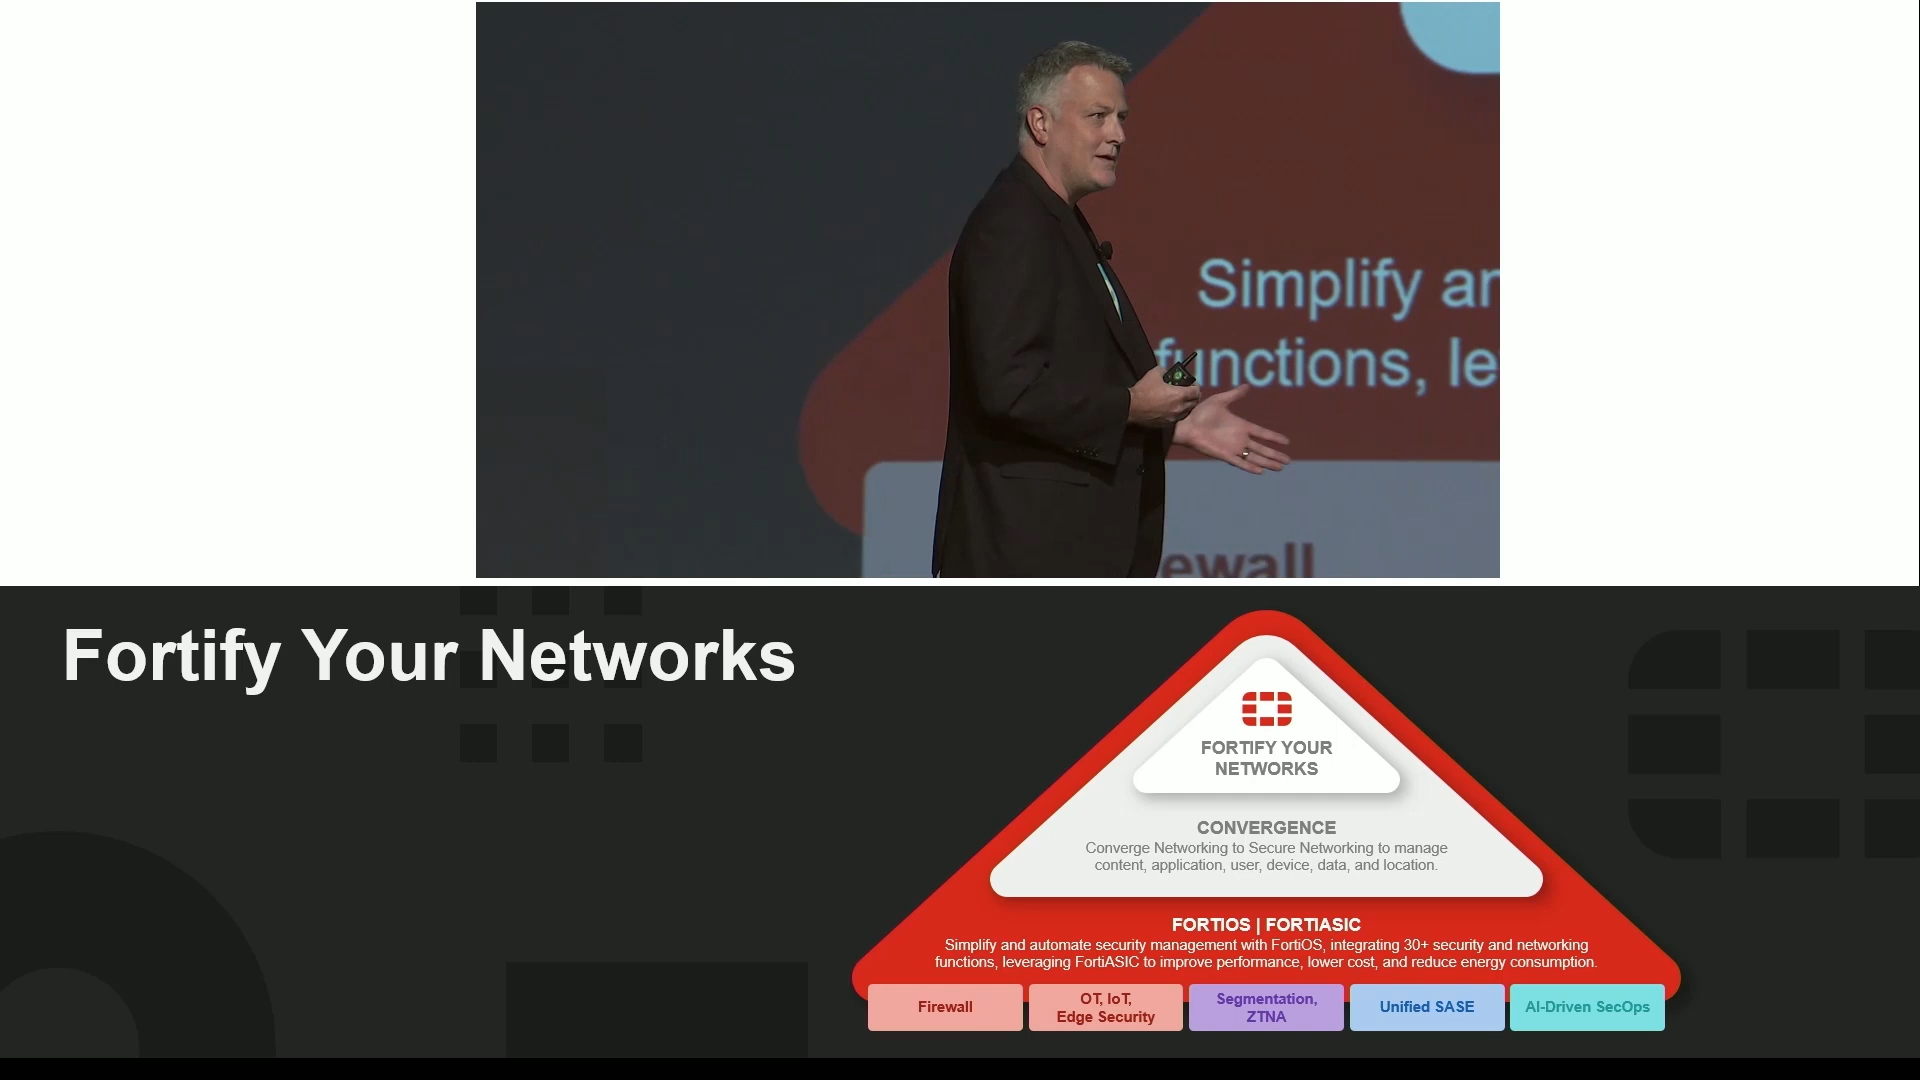 Simplify an
functions, le
ewall
Fortify Your Networks
FORTIFY YOUR
NETWORKS
CONVERGENCE
Converge Networking to Secure Networking to manage
content, application, user, device, data, and location.
FORTIOS | FORTIASIC
Simplify and automate security management with FortiOS, integrating 30+ security and networking
functions, leveraging FortiASIC to improve performance, lower cost, and reduce energy consumption.
Firewall
OT, IoT,
Edge Security
Segmentation,
ZTNA
Unified SASE
AI-Driven SecOps